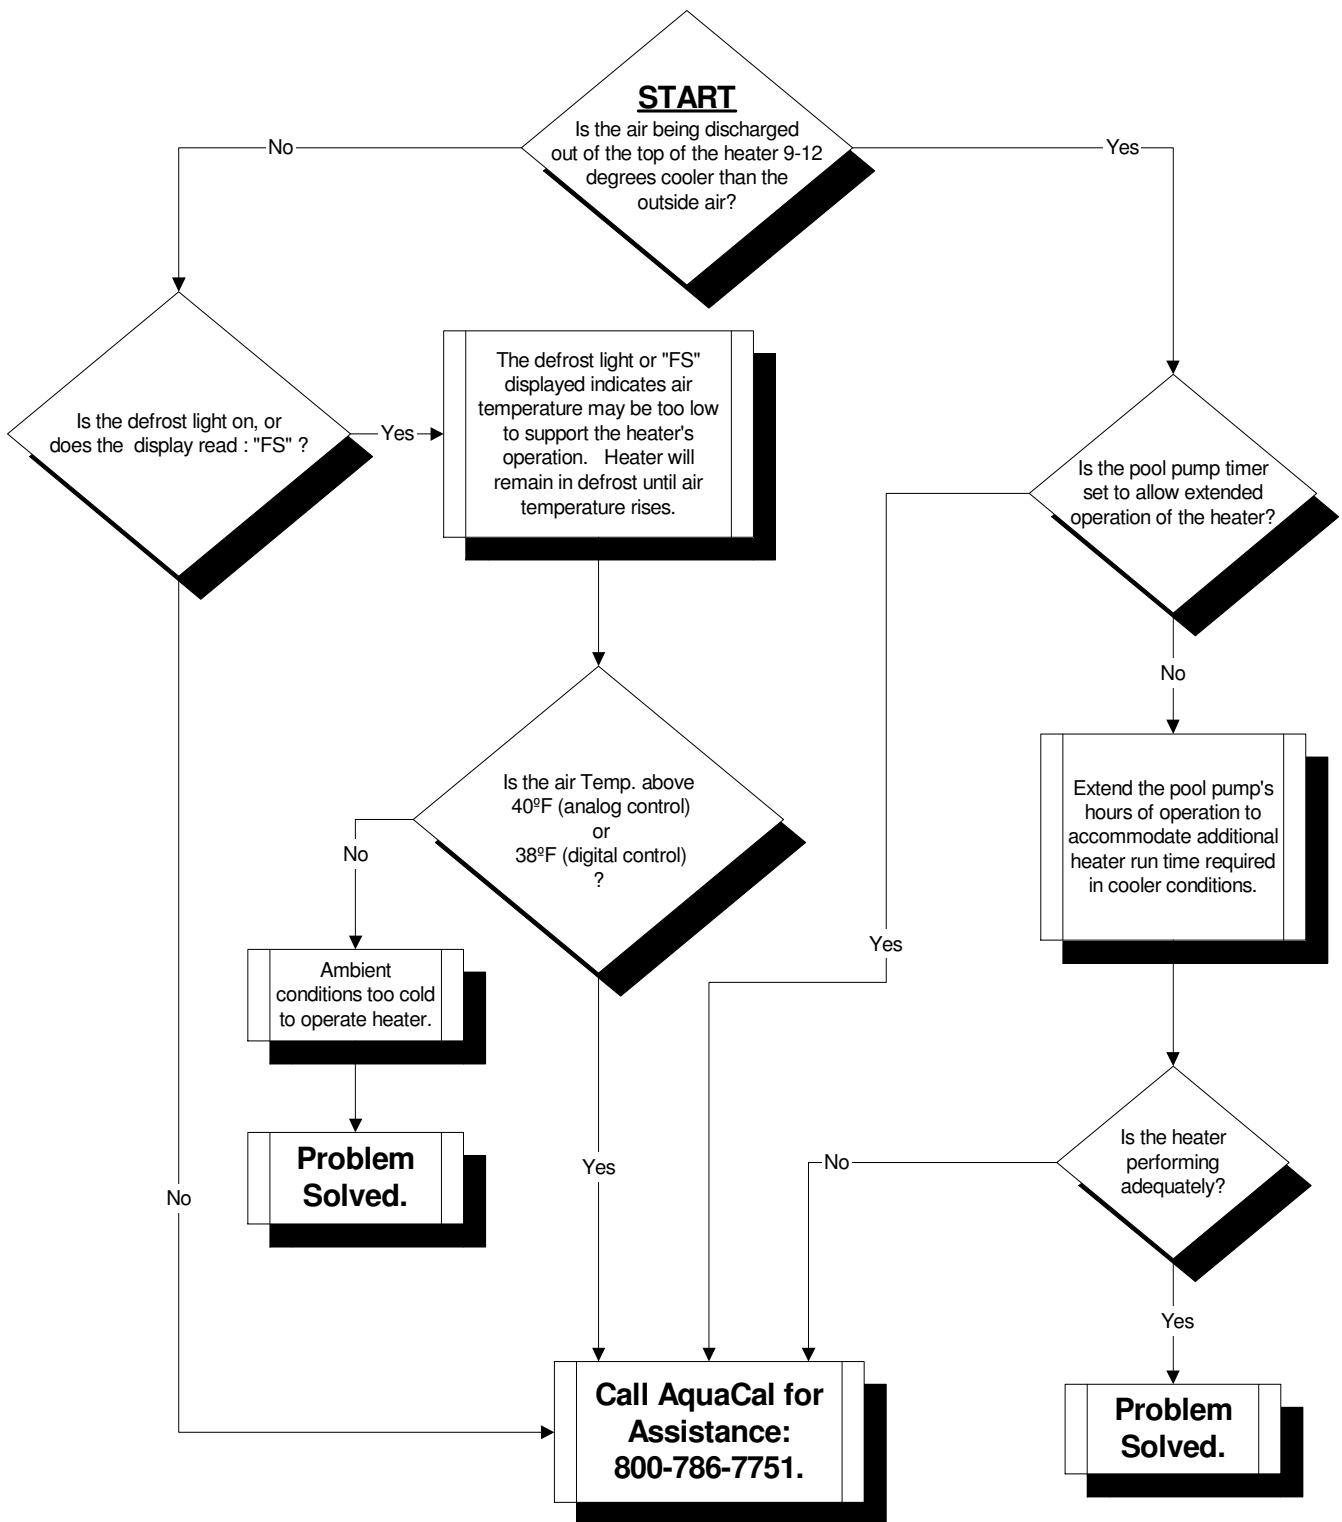 START
Is the air being discharged
out of the top of the heater 9-12
degrees cooler than the
outside air?
No
Yes
Is the defrost light on, or
does the display read : "FS" ?
Yes
The defrost light or "FS"
displayed indicates air
temperature may be too low
to support the heater's
operation. Heater will
remain in defrost until air
temperature rises.
Is the pool pump timer
set to allow extended
operation of the heater?
No
Extend the pool pump's
hours of operation to
accommodate additional
heater run time required
in cooler conditions.
Is the air Temp. above
40ºF (analog control)
or
38ºF (digital control)
?
No
Yes
Ambient
conditions too cold
to operate heater.
Problem
Solved.
Yes
No
No
Is the heater
performing
adequately?
Yes
Call AquaCal for
Assistance:
800-786-7751.
Problem
Solved.